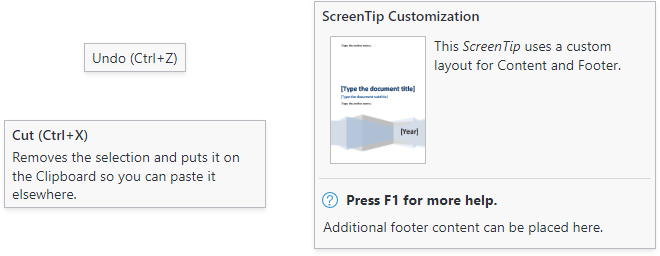 Undo (Ctrl+Z)
Cut (Ctrl+X)
Removes the selection and puts it on
the Clipboard so you can paste it
elsewhere.
ScreenTip Customization
[Type the author name]
[Type the document title]
[Type the document subtitle]
[Type the author name]
[Year]
This ScreenTip uses a custom
layout for Content and Footer.
Press F1 for more help.
Additional footer content can be placed here.